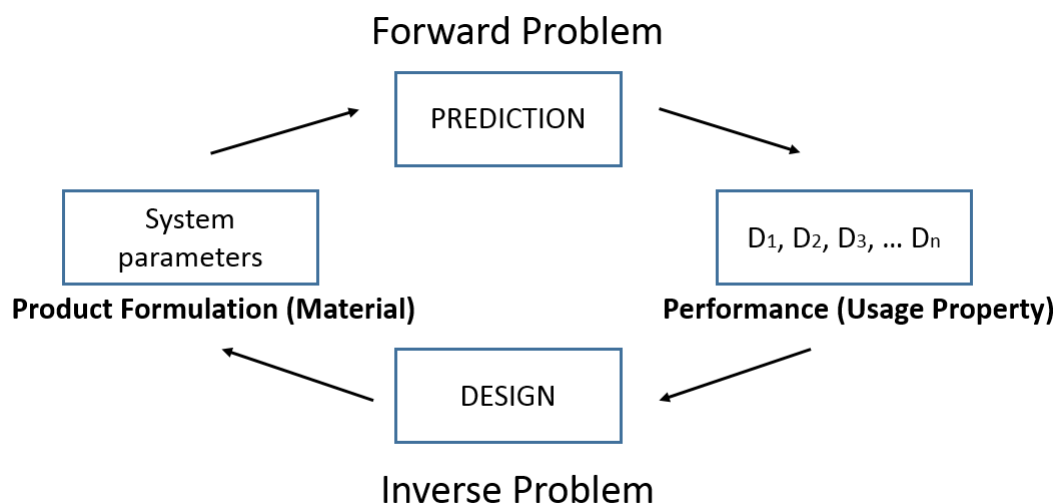 Forward Problem
PREDICTION
System
parameters
Product Formulation (Material)
D1, D2, D3, ... Dn
Performance (Usage Property)
DESIGN
Inverse Problem